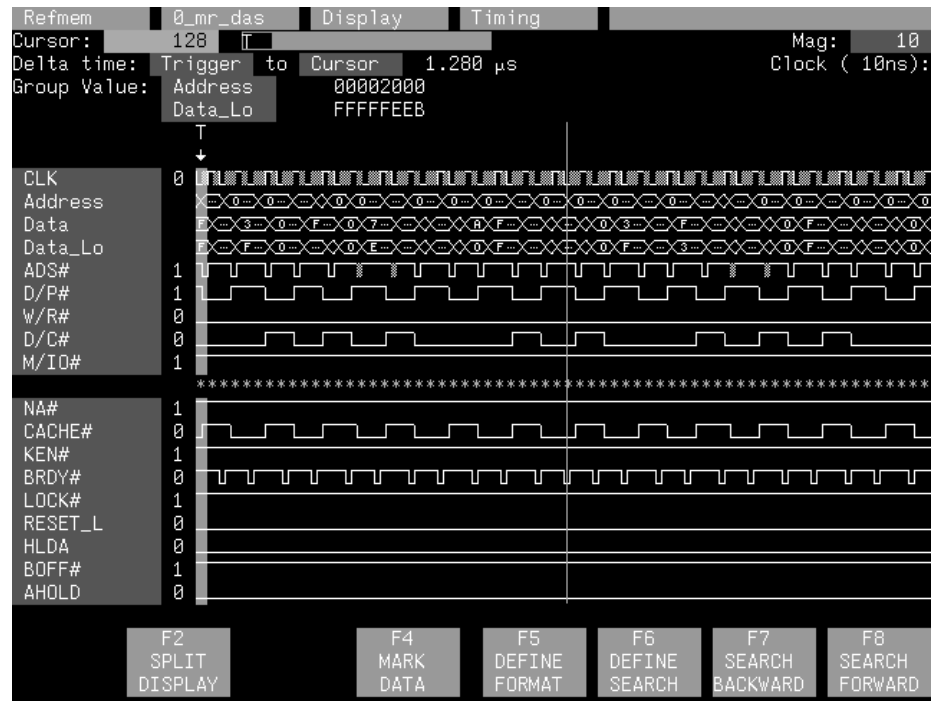 Refmem 0_mr_das Display Timing
Cursor: 128 T Mag: 10
Delta time: Trigger to Cursor 1.280 μs Clock ( 10ns):
Group Value: Address 00002000
Data_Lo FFFFFEEB
T
CLK 0
Address
Data
Data_Lo
ADS# 1
D/P# 1
W/R# 0
D/C# 0
M/IO# 1
NA# 1
CACHE# 0
KEN# 1
BRDY# 0
LOCK# 1
RESET_L 0
HLDA 0
BOFF# 1
AHOLD 0
F2 F4 F5 F6 F7 F8
SPLIT MARK DEFINE DEFINE SEARCH SEARCH
DISPLAY DATA FORMAT SEARCH BACKWARD FORWARD